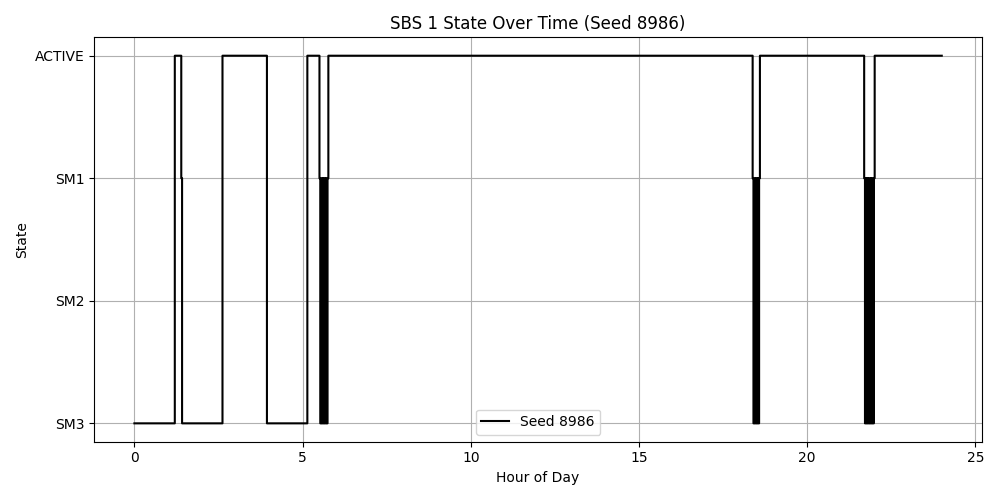 SBS 1 State Over Time (Seed 8986)
ACTIVE
SM1
SM2
SM3
State
Seed 8986
0 5 10 15 20 25
Hour of Day